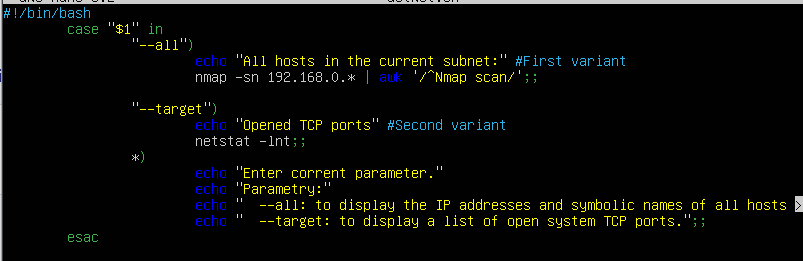 #!/bin/bash
case "$1" in
"--all")
echo "All hosts in the current subnet:" #First variant
nmap -sn 192.168.0.* | awk '/^Nmap scan/';;
"--target")
echo "Opened TCP ports" #Second variant
netstat -lnt;;
*)
echo "Enter corrent parameter."
echo "Parametry:"
echo "  --all: to display the IP addresses and symbolic names of all hosts >
echo "  --target: to display a list of open system TCP ports.";;
esac